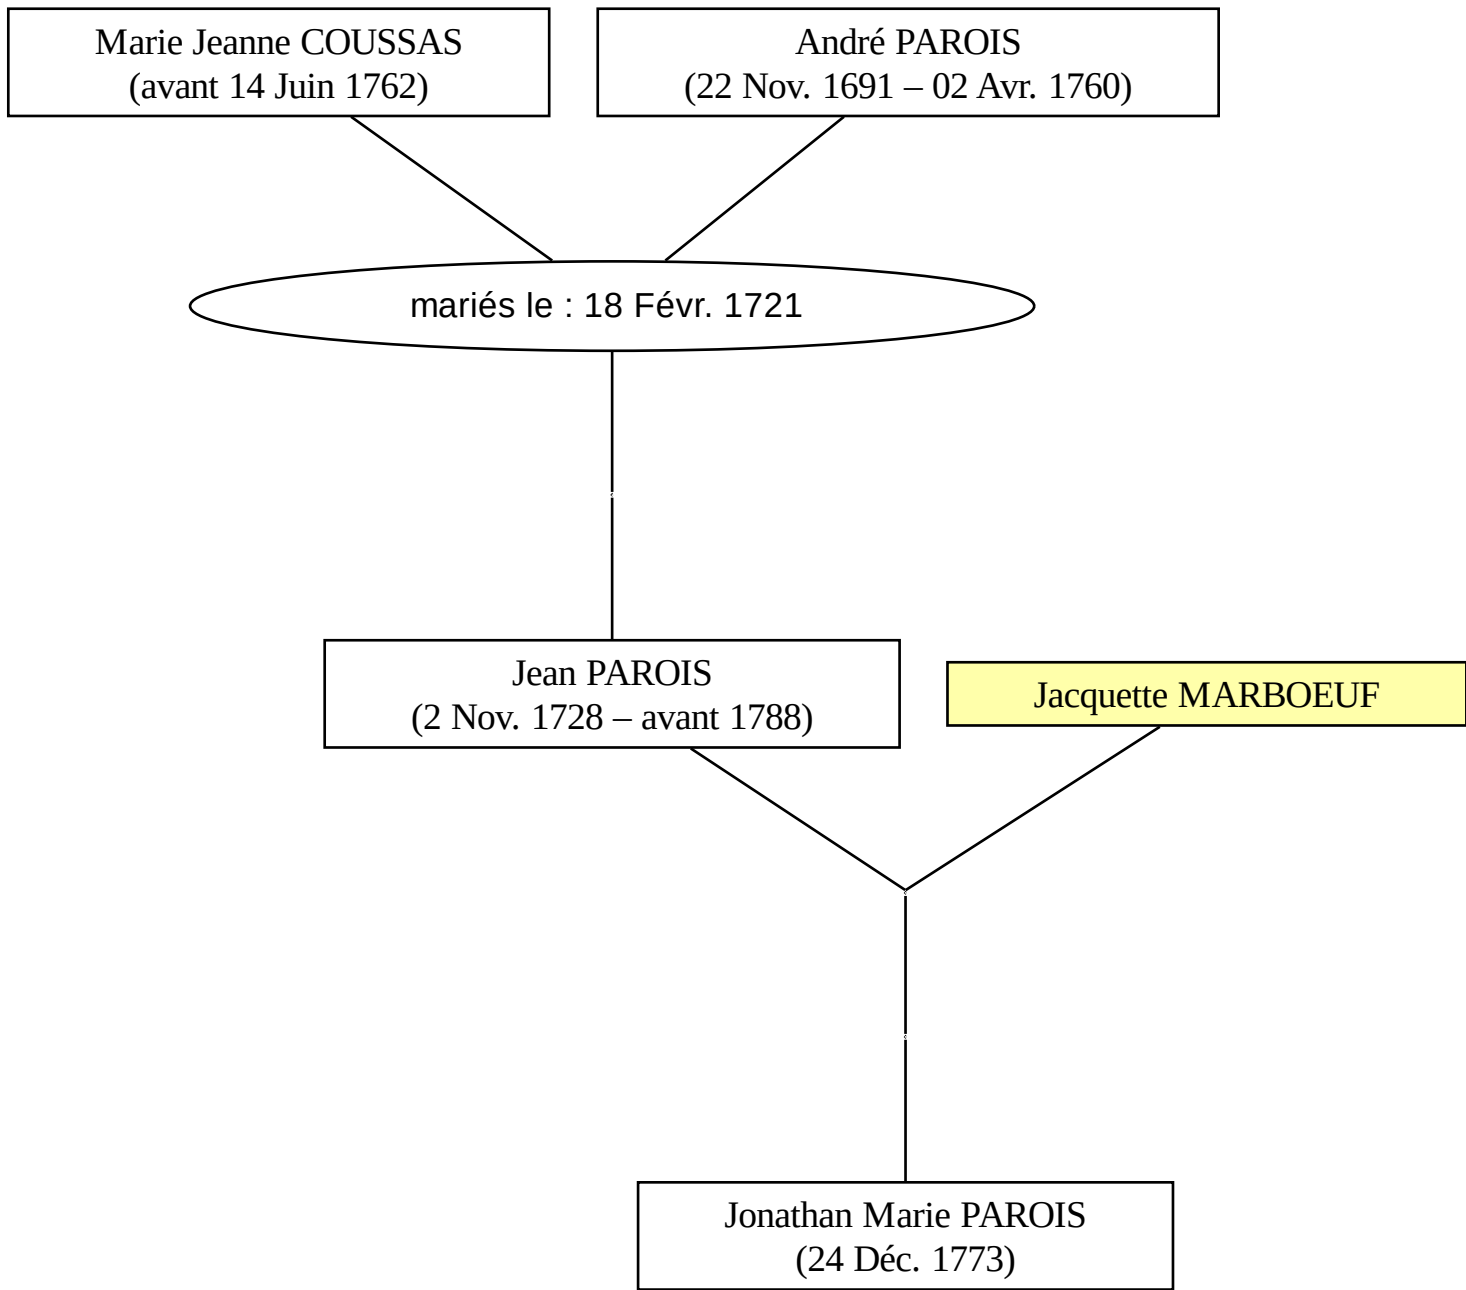 Marie Jeanne COUSSAS
(avant 14 Juin 1762)
André PAROIS
(22 Nov. 1691 – 02 Avr. 1760)
mariés le : 18 Févr. 1721
Jean PAROIS
(2 Nov. 1728 – avant 1788)
Jacquette MARBOEUF
Jonathan Marie PAROIS
(24 Déc. 1773)